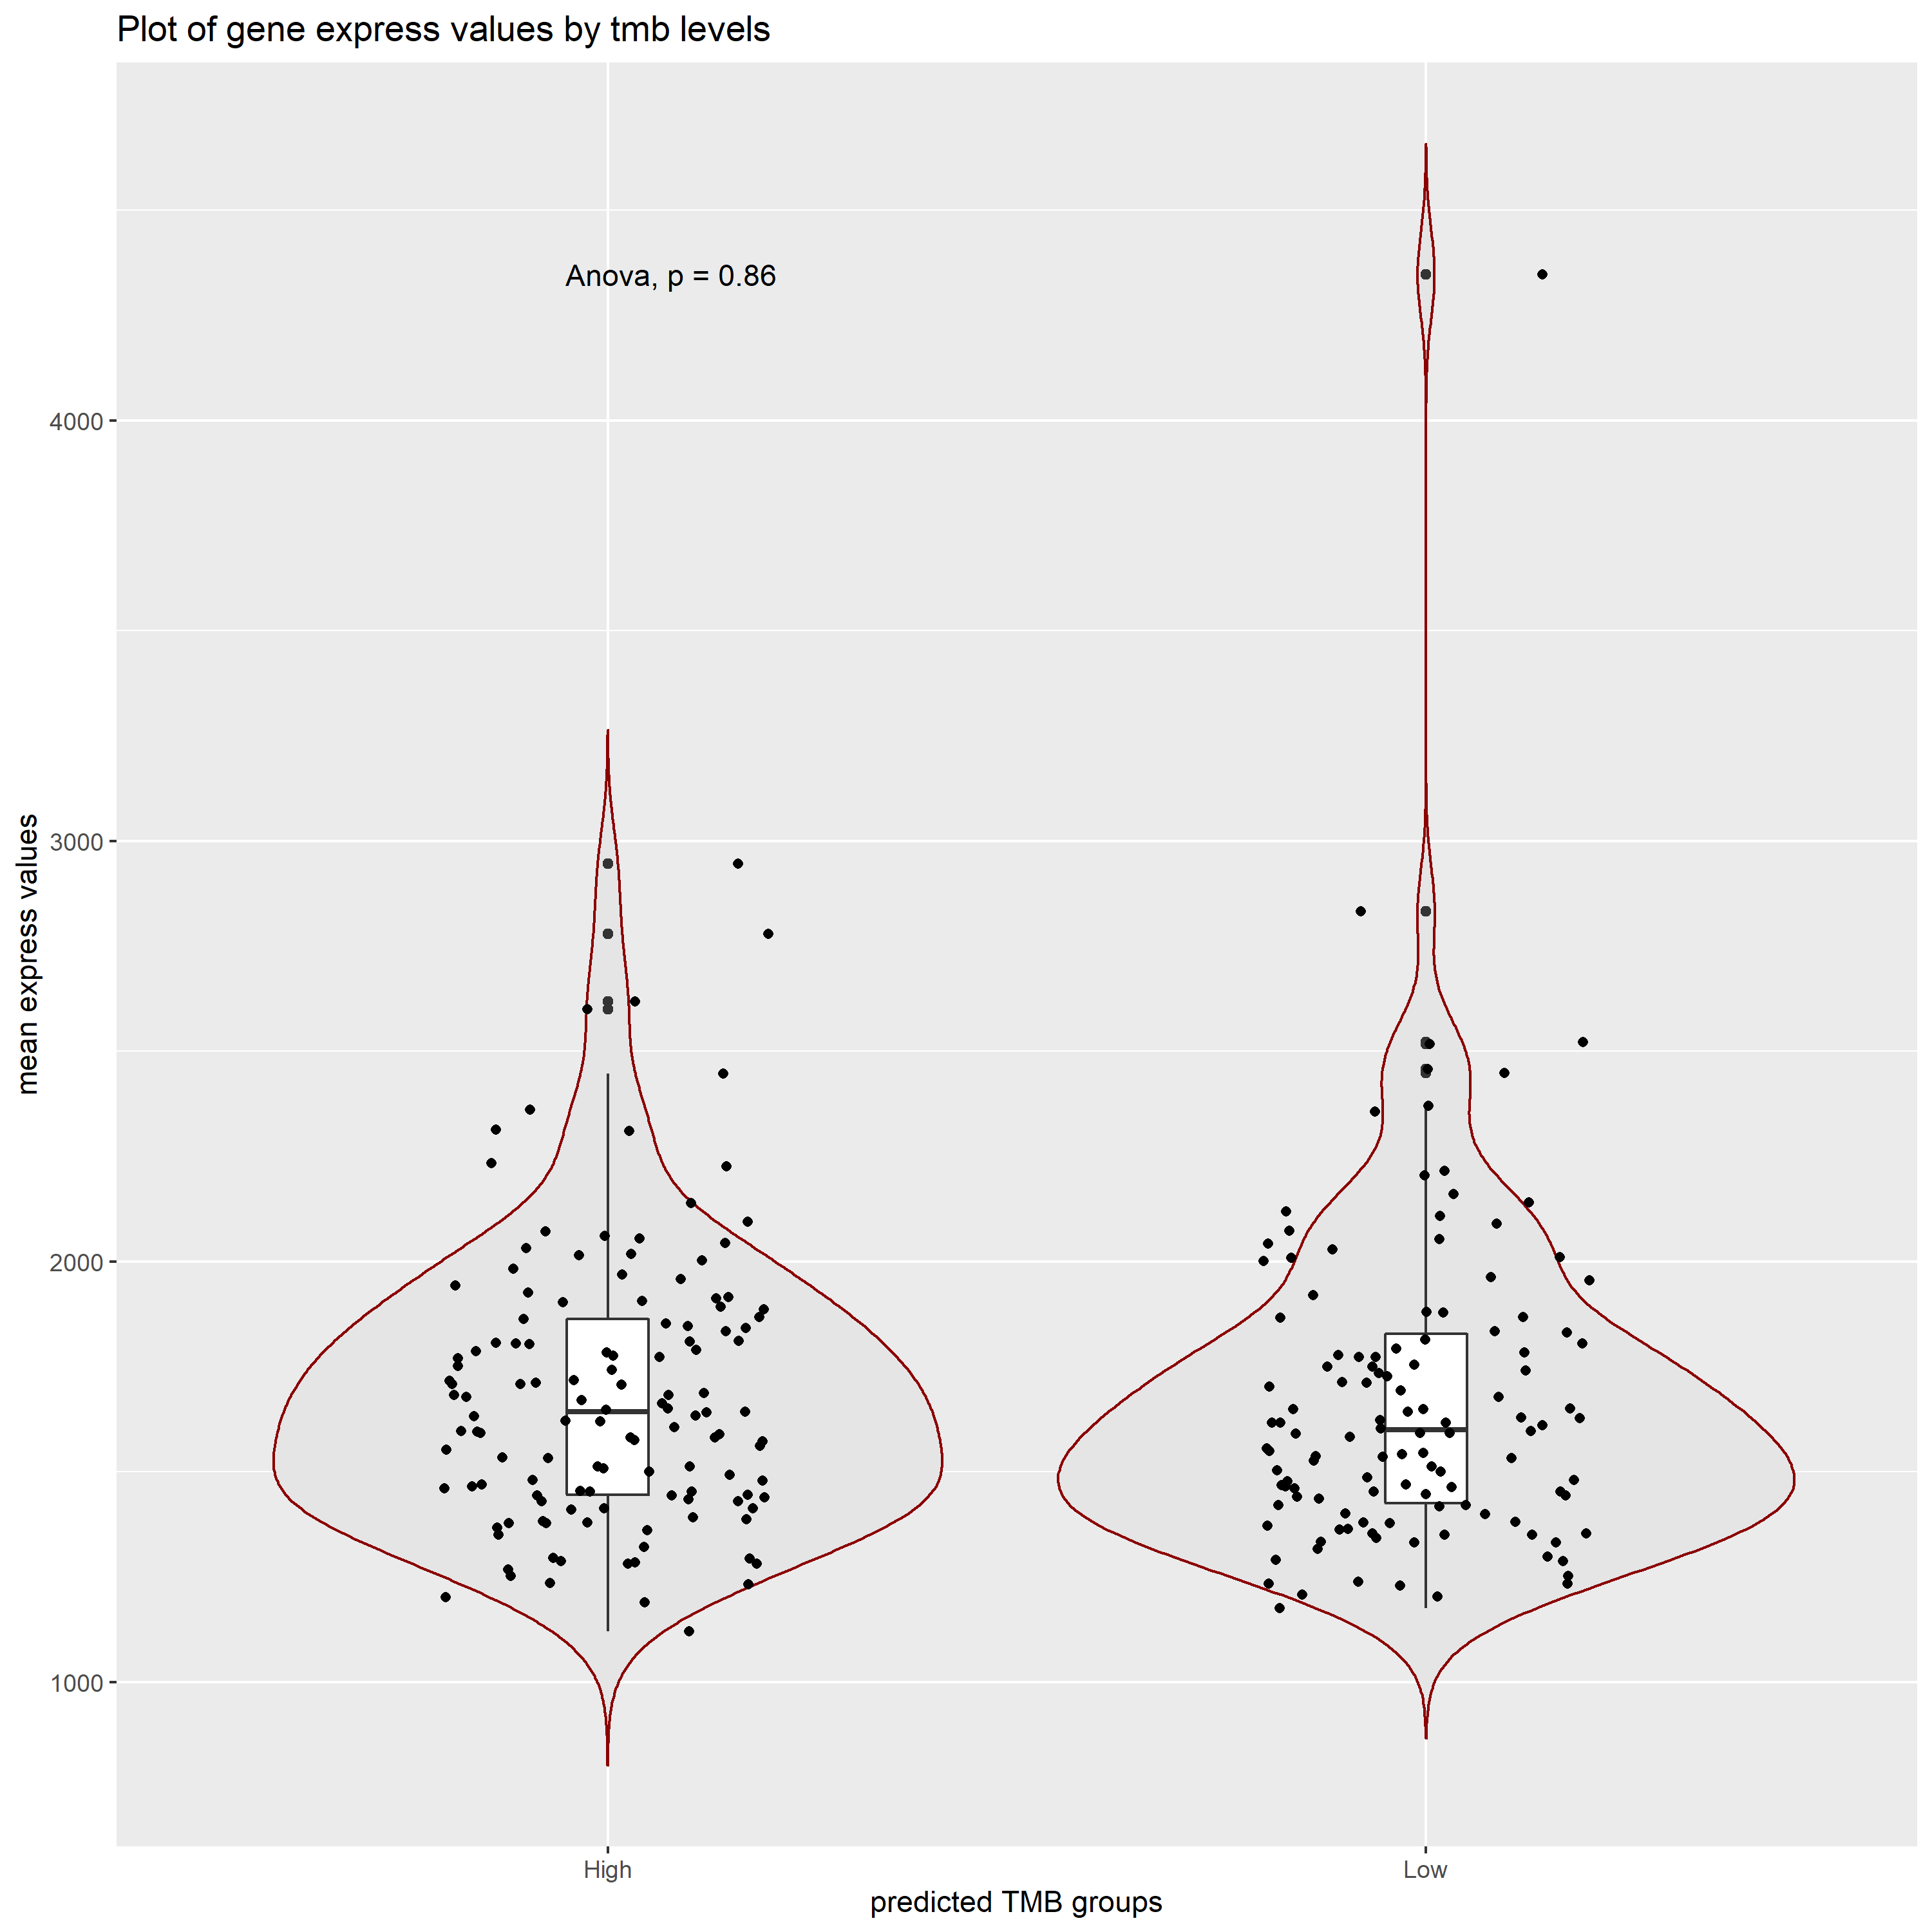 Plot of gene express values by tmb levels
Anova, p = 0.86
4000
3000
2000
1000
mean express values
High
Low
predicted TMB groups